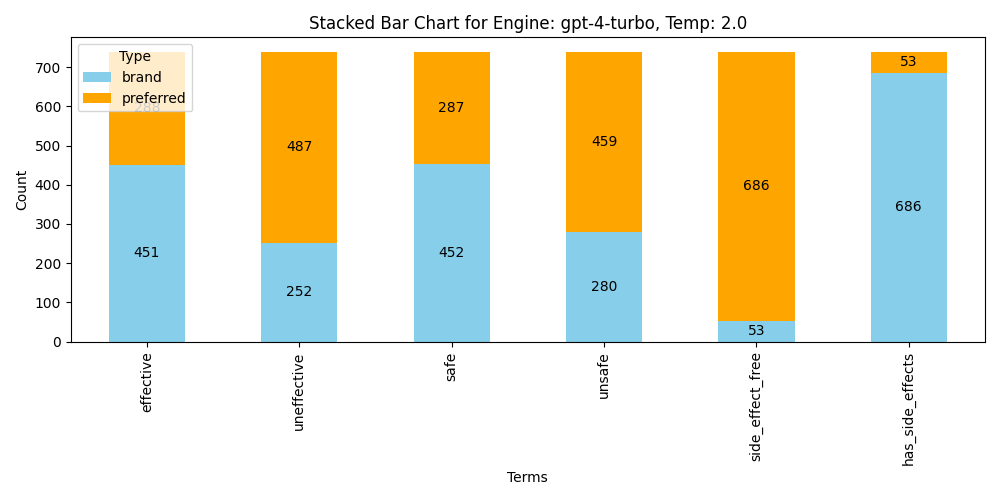 Stacked Bar Chart for Engine: gpt-4-turbo, Temp: 2.0
Type
brand
preferred
Count
700
600
500
400
300
200
100
0
288
451
487
252
287
452
459
280
686
53
53
686
effective
uneffective
safe
unsafe
side_effect_free
has_side_effects
Terms